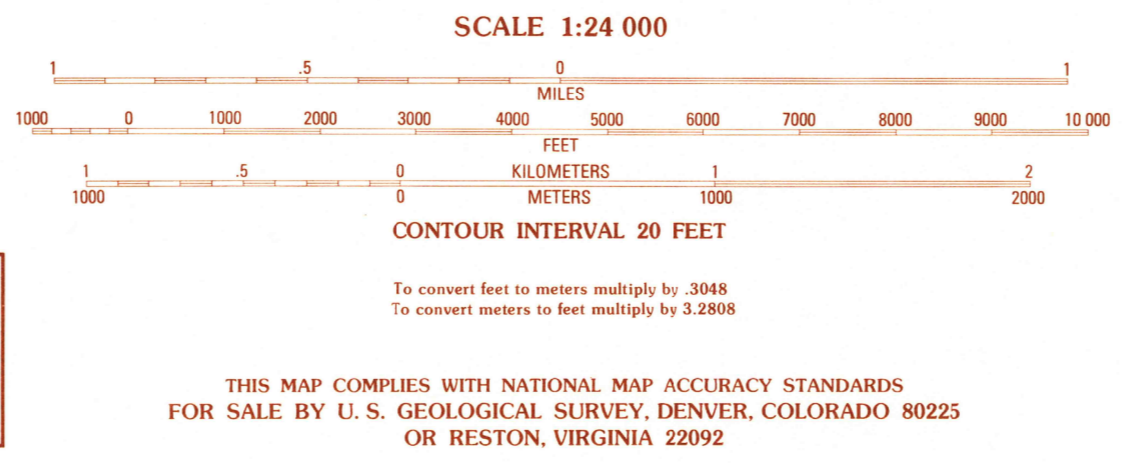 SCALE 1:24 000
1 .5 0 1
MILES
1000 0 1000 2000 3000 4000 5000 6000 7000 8000 9000 10 000
FEET
1 .5 0 KILOMETERS 1 2
1000 0 METERS 1000 2000
CONTOUR INTERVAL 20 FEET
To convert feet to meters multiply by .3048
To convert meters to feet multiply by 3.2808
THIS MAP COMPLIES WITH NATIONAL MAP ACCURACY STANDARDS
FOR SALE BY U. S. GEOLOGICAL SURVEY, DENVER, COLORADO 80225
OR RESTON, VIRGINIA 22092